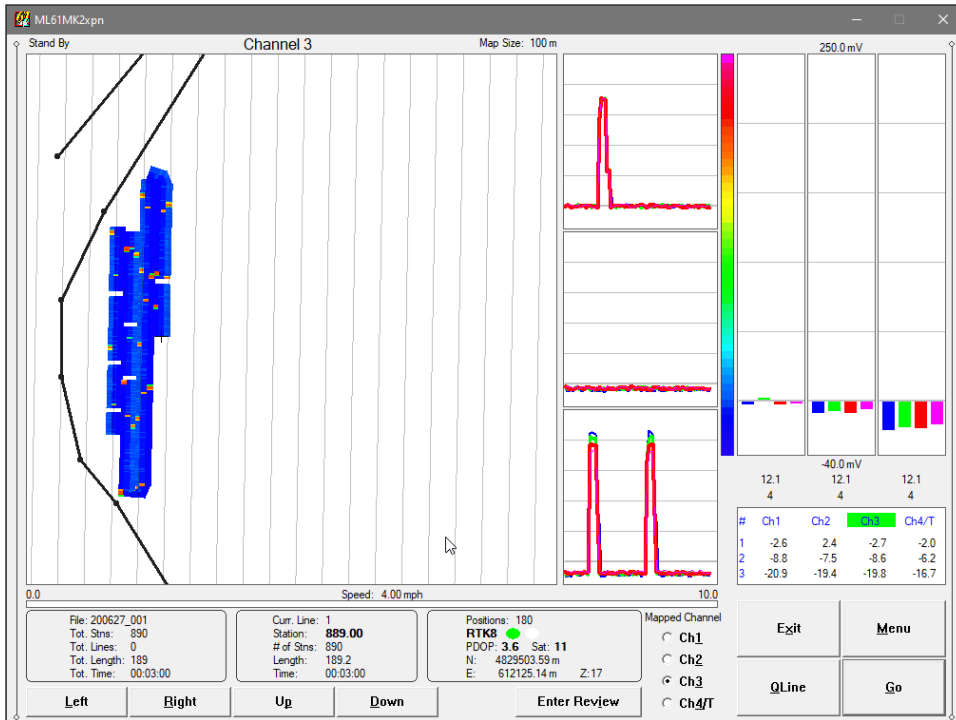 ML61MK2xpn
Stand By
Channel 3
Map Size: 100 m
250.0 mV
-40.0 mV
12.1 12.1 12.1
4 4 4
# Ch1 Ch2 Ch3 Ch4/T
1 -2.6 2.4 -2.7 -2.0
2 -8.8 -7.5 -8.6 -6.2
3 -20.9 -19.4 -19.8 -16.7
0.0
Speed: 4.00 mph
10.0
File: 200627_001
Tot. Stns: 890
Tot. Lines: 0
Tot. Length: 189
Tot. Time: 00:03:00
Curr. Line: 1
Station: 889.00
# of Stns: 890
Length: 189.2
Time: 00:03:00
Positions: 180
RTK8
PDOP: 3.6 Sat: 11
N: 4829503.59 m
E: 612125.14 m Z:17
Mapped Channel
Ch1
Ch2
Ch3
Ch4/T
Exit
Menu
QLine
Go
Left
Right
Up
Down
Enter Review